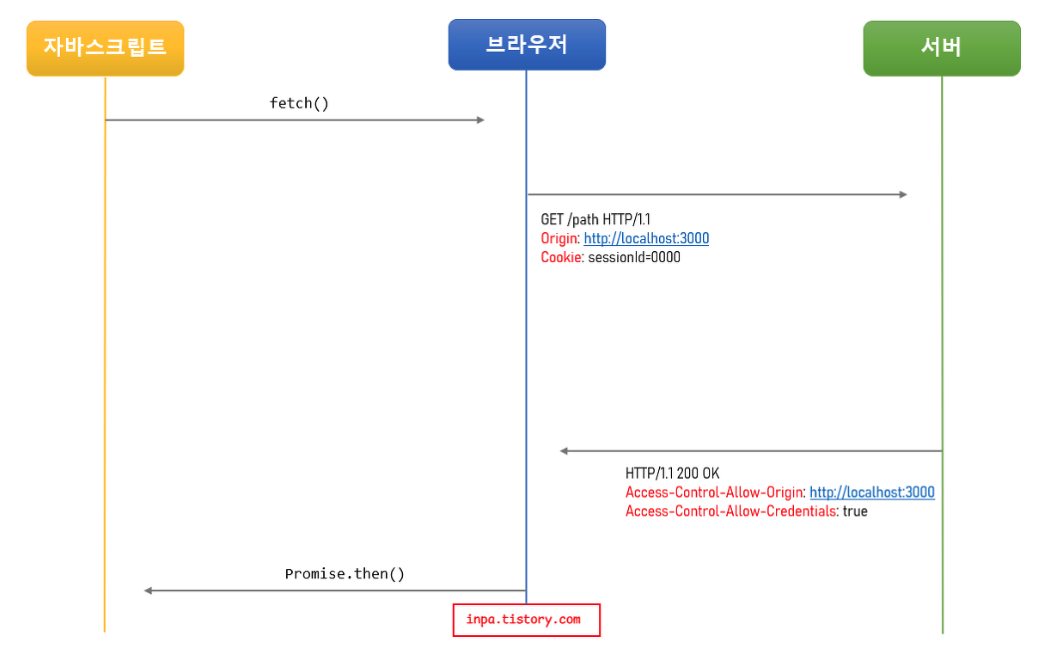 자바스크립트
브라우저
서버
fetch()
GET /path HTTP/1.1
Origin: http://localhost:3000
Cookie: sessionId=0000
HTTP/1.1 200 OK
Access-Control-Allow-Origin: http://localhost:3000
Access-Control-Allow-Credentials: true
Promise.then()
inpa.tistory.com